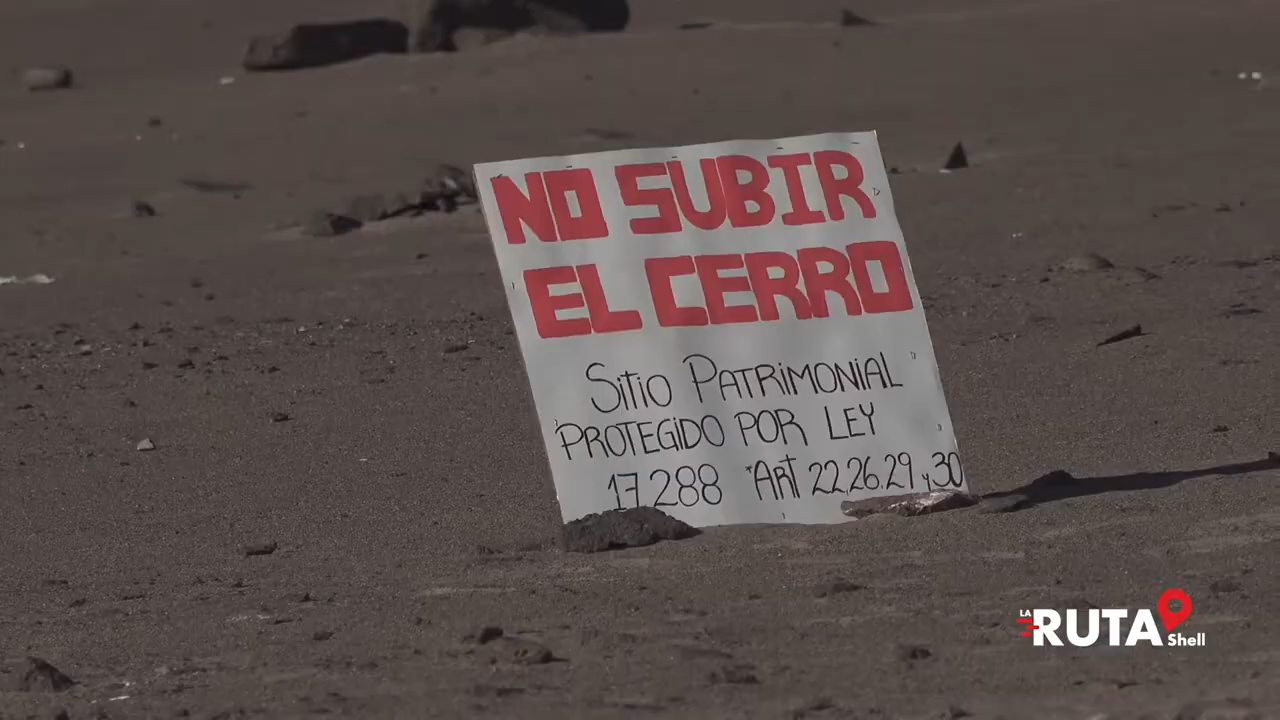 NO SUBIR
EL CERRO
Sitio PATRIMONIAL
PROTEGIDO POR LEY
17.288 *ART 22,26,29 y 30
LA RUTA Shell